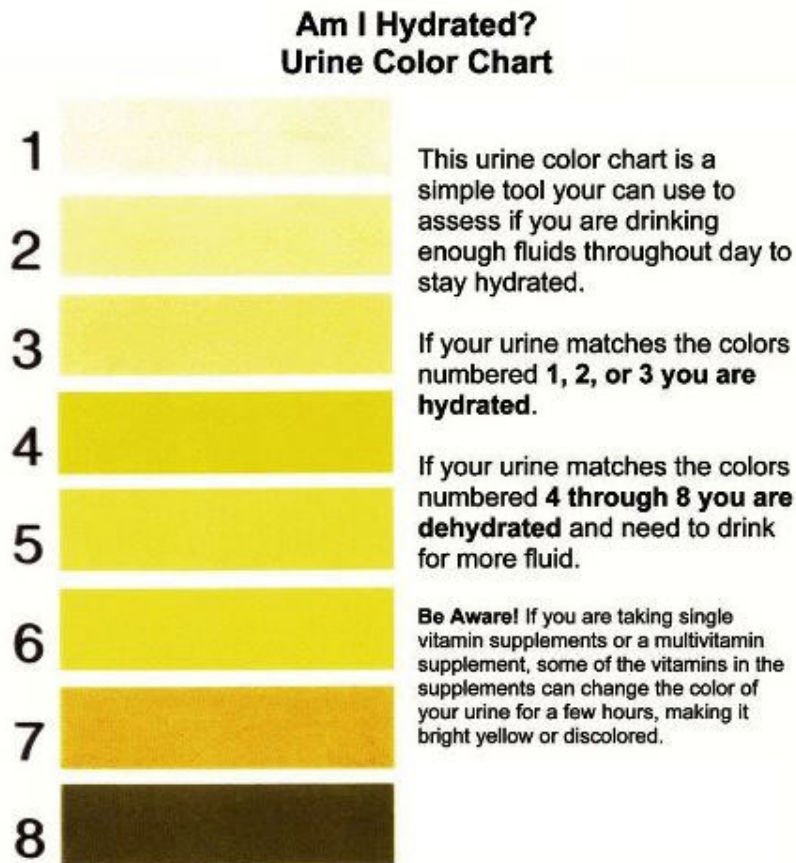 Am I Hydrated?
Urine Color Chart
1
2
3
4
5
6
7
8
This urine color chart is a
simple tool your can use to
assess if you are drinking
enough fluids throughout day to
stay hydrated.
If your urine matches the colors
numbered 1, 2, or 3 you are
hydrated.
If your urine matches the colors
numbered 4 through 8 you are
dehydrated and need to drink
for more fluid.
Be Aware! If you are taking single
vitamin supplements or a multivitamin
supplement, some of the vitamins in the
supplements can change the color of
your urine for a few hours, making it
bright yellow or discolored.